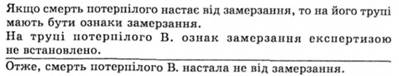 Якщо смерть потерпілого настає від замерзання, то на його трупі
мають бути ознаки замерзання.
На трупі потерпілого В. ознак замерзання експертизою
не встановлено.
Отже, смерть потерпілого В. настала не від замерзання.